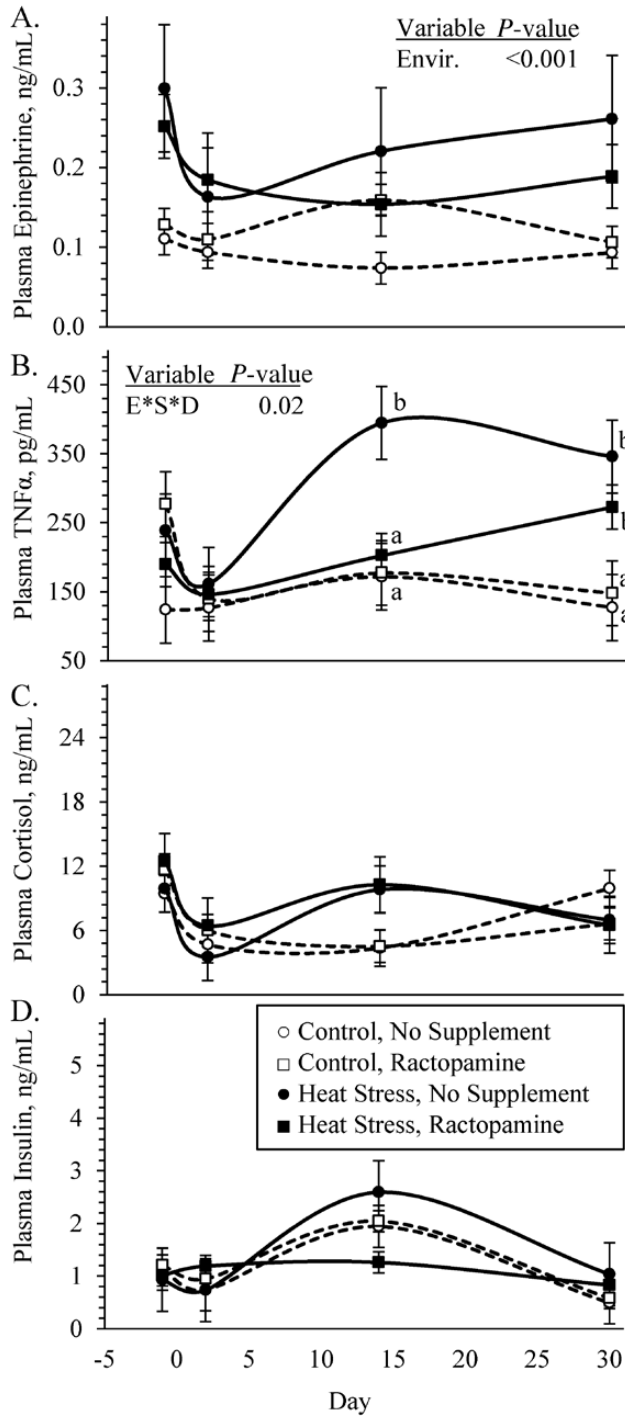 A.
Plasma Epinephrine, ng/mL
Variable P-value
Envir. <0.001
0.3
0.2
0.1
0.0
B.
Plasma TNFα, pg/mL
Variable P-value
E*S*D 0.02
450
350
250
150
50
b
a
a
b
b
a
a
C.
Plasma Cortisol, ng/mL
24
18
12
6
0
D.
Plasma Insulin, ng/mL
Control, No Supplement
Control, Ractopamine
Heat Stress, No Supplement
Heat Stress, Ractopamine
5
4
3
2
1
0
-5 0 5 10 15 20 25 30
Day